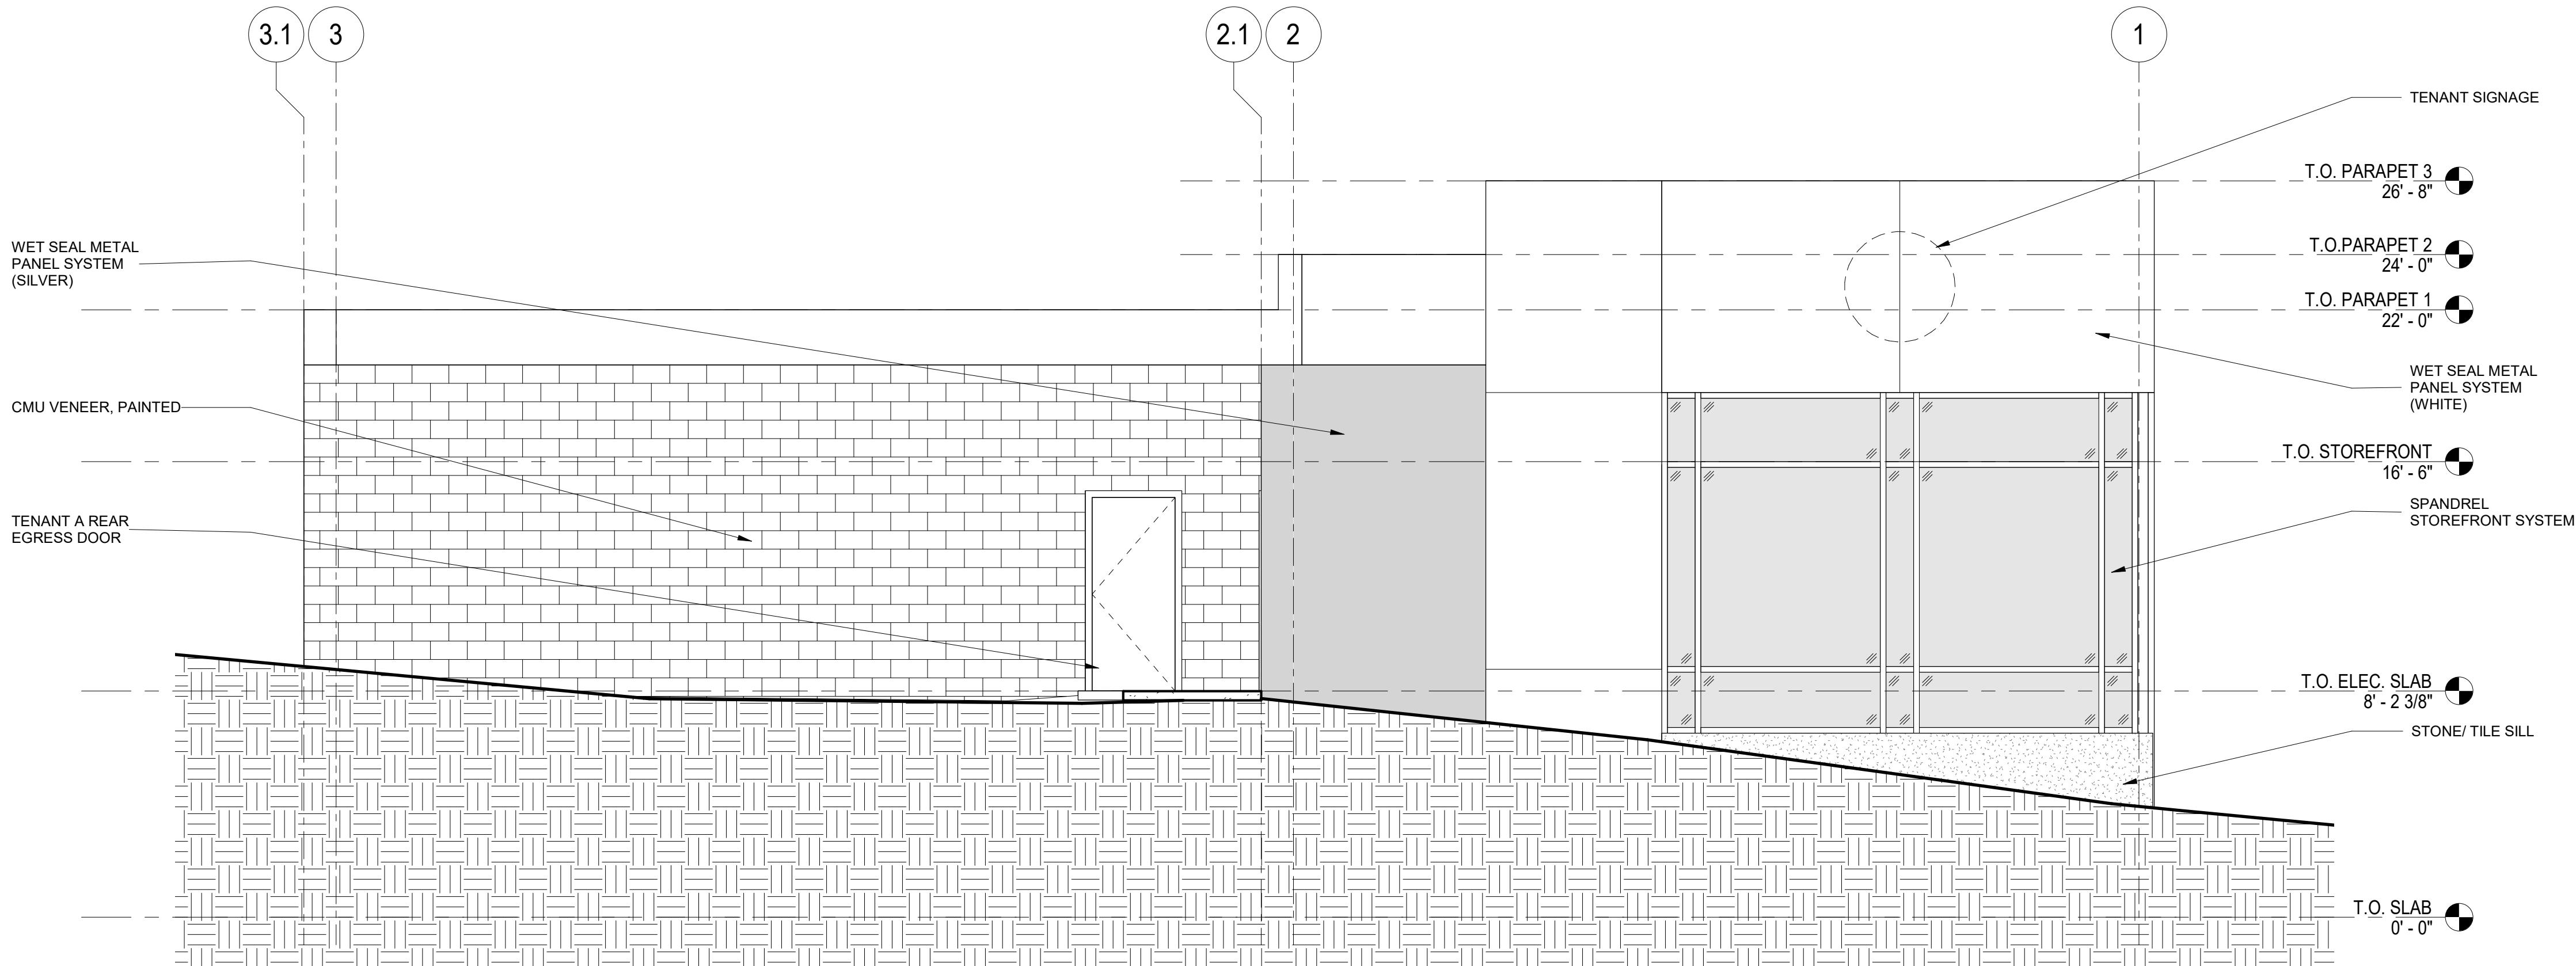 3.1
3
2.1
2
1
TENANT SIGNAGE
T.O. PARAPET 3
26' - 8"
WET SEAL METAL
PANEL SYSTEM
(SILVER)
T.O.PARAPET 2
24' - 0"
T.O. PARAPET 1
22' - 0"
WET SEAL METAL
PANEL SYSTEM
(WHITE)
CMU VENEER, PAINTED
T.O. STOREFRONT
16' - 6"
SPANDREL
STOREFRONT SYSTEM
TENANT A REAR
EGRESS DOOR
T.O. ELEC. SLAB
8' - 2 3/8"
STONE/ TILE SILL
T.O. SLAB
0' - 0"